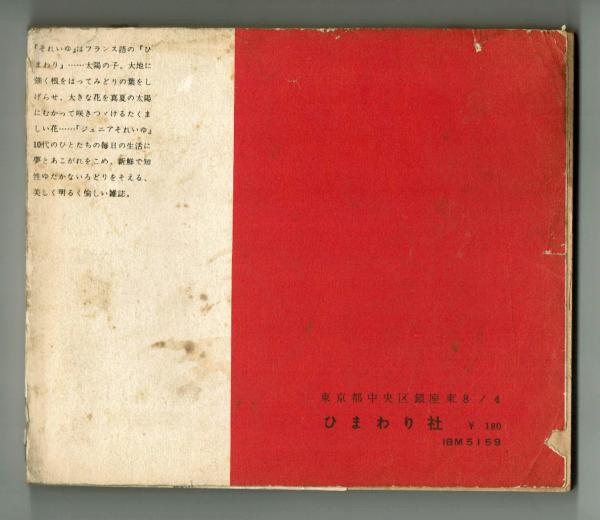 『それいゆ』はフランス語の『ひ
まわり』……太陽の子。大地に
強く根をはってみどりの葉をし
げらせ、大きな花を真夏の太陽
にむかって咲きつヾけるたくま
しい花……『ジュニアそれいゆ』
10代のひとたちの毎日の生活に
夢とあこがれをこめ、新鮮で知
性ゆたかないろどりをそえる、
美しく明るく愉しい雑誌。
東京都中央区銀座東8ノ4
ひまわり社 ¥180
IBM5159